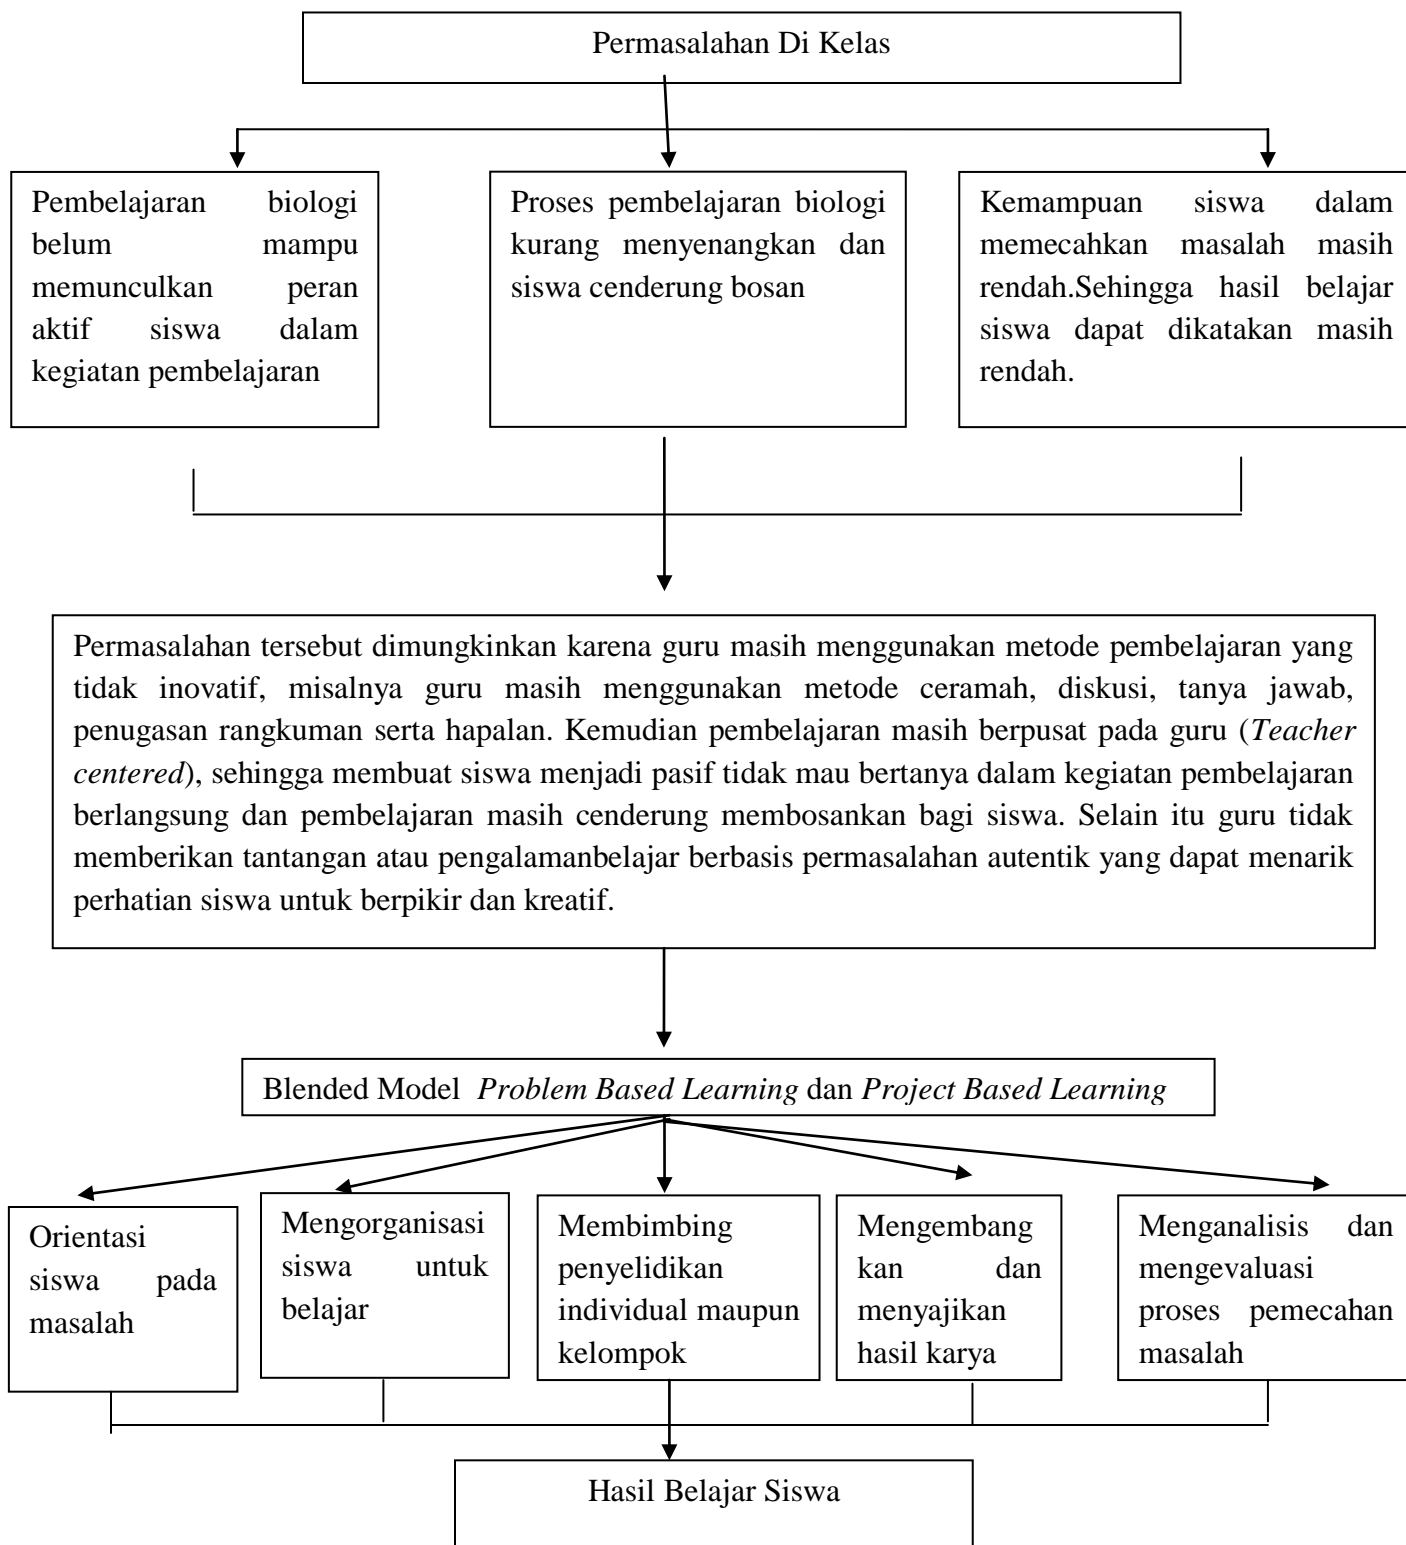 Permasalahan Di Kelas
Pembelajaran biologi
belum mampu
memunculkan peran
aktif siswa dalam
kegiatan pembelajaran
Proses pembelajaran biologi
kurang menyenangkan dan
siswa cenderung bosan
Kemampuan siswa dalam
memecahkan masalah masih
rendah.Sehingga hasil belajar
siswa dapat dikatakan masih
rendah.
Permasalahan tersebut dimungkinkan karena guru masih menggunakan metode pembelajaran yang
tidak inovatif, misalnya guru masih menggunakan metode ceramah, diskusi, tanya jawab,
penugasan rangkuman serta hapalan. Kemudian pembelajaran masih berpusat pada guru (Teacher
centered), sehingga membuat siswa menjadi pasif tidak mau bertanya dalam kegiatan pembelajaran
berlangsung dan pembelajaran masih cenderung membosankan bagi siswa. Selain itu guru tidak
memberikan tantangan atau pengalamanbelajar berbasis permasalahan autentik yang dapat menarik
perhatian siswa untuk berpikir dan kreatif.
Blended Model Problem Based Learning dan Project Based Learning
Orientasi
siswa pada
masalah
Mengorganisasi
siswa untuk
belajar
Membimbing
penyelidikan
individual maupun
kelompok
Mengembang
kan dan
menyajikan
hasil karya
Menganalisis dan
mengevaluasi
proses pemecahan
masalah
Hasil Belajar Siswa